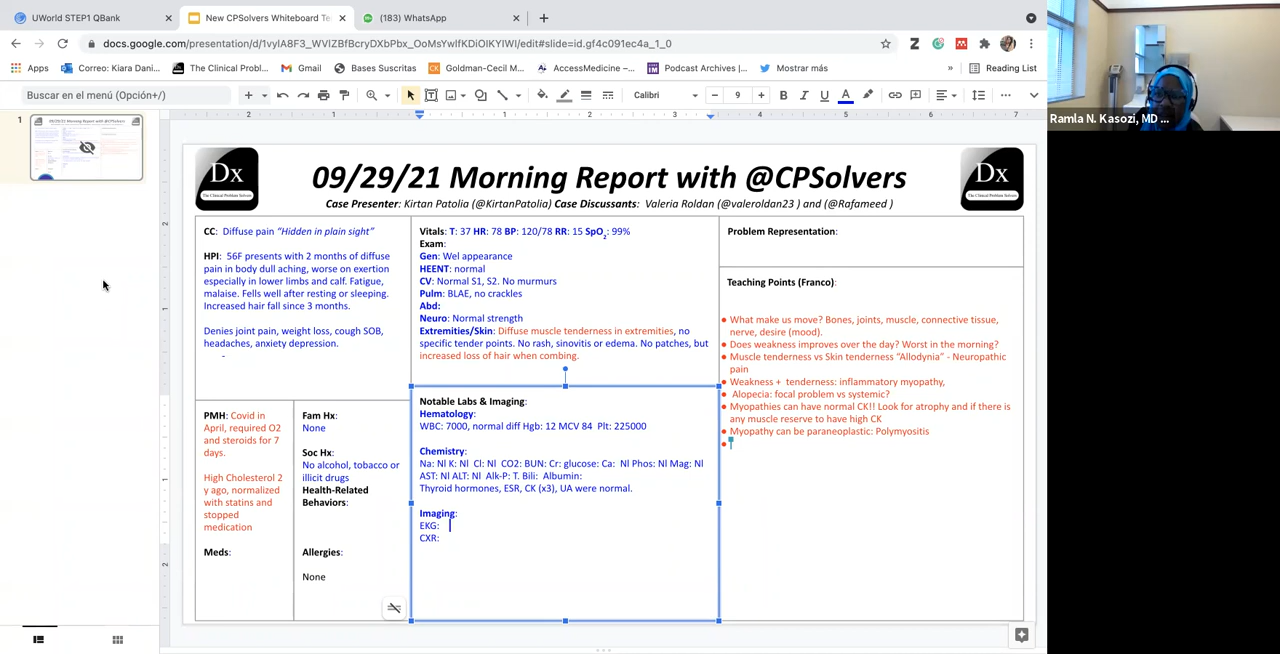 UWorld STEP1 QBank
New CPSolvers Whiteboard Te
(183) WhatsApp
docs.google.com/presentation/d/1vylA8F3_WVIZBfBcryDXbPbx_OoMsYwIfKDiOlKYIWI/edit#slide=id.gf4c091ec4a_1_0
Apps
Correo: Kiara Dani...
The Clinical Probl...
Gmail
Bases Suscritas
Goldman-Cecil M...
AccessMedicine –...
Podcast Archives |...
Mostrar más
»
Reading List
Buscar en el menú (Opción+/)
Calibri
9
Ramla N. Kasozi, MD ...
1
Dx
The Clinical Problem Solvers
09/29/21 Morning Report with @CPSolvers
Case Presenter: Kirtan Patolia (@KirtanPatolia) Case Discussants: Valeria Roldan (@valeroldan23 ) and (@Rafameed )
Dx
The Clinical Problem Solvers
CC: Diffuse pain “Hidden in plain sight”
HPI: 56F presents with 2 months of diffuse
pain in body dull aching, worse on exertion
especially in lower limbs and calf. Fatigue,
malaise. Fells well after resting or sleeping.
Increased hair fall since 3 months.
Denies joint pain, weight loss, cough SOB,
headaches, anxiety depression.
-
PMH: Covid in
April, required O2
and steroids for 7
days.
High Cholesterol 2
y ago, normalized
with statins and
stopped
medication
Meds:
Fam Hx:
None
Soc Hx:
No alcohol, tobacco or
illicit drugs
Health-Related
Behaviors:
Allergies:
None
Vitals: T: 37 HR: 78 BP: 120/78 RR: 15 SpO2: 99%
Exam:
Gen: Wel appearance
HEENT: normal
CV: Normal S1, S2. No murmurs
Pulm: BLAE, no crackles
Abd:
Neuro: Normal strength
Extremities/Skin: Diffuse muscle tenderness in extremities, no
specific tender points. No rash, sinovitis or edema. No patches, but
increased loss of hair when combing.
Notable Labs & Imaging:
Hematology:
WBC: 7000, normal diff Hgb: 12 MCV 84 Plt: 225000
Chemistry:
Na: Nl K: Nl Cl: Nl CO2: BUN: Cr: glucose: Ca: Nl Phos: Nl Mag: Nl
AST: Nl ALT: Nl Alk-P: T. Bili: Albumin:
Thyroid hormones, ESR, CK (x3), UA were normal.
Imaging:
EKG:
CXR:
Problem Representation:
Teaching Points (Franco):
● What make us move? Bones, joints, muscle, connective tissue,
nerve, desire (mood).
● Does weakness improves over the day? Worst in the morning?
● Muscle tenderness vs Skin tenderness “Allodynia” - Neuropathic
pain
● Weakness + tenderness: inflammatory myopathy,
● Alopecia: focal problem vs systemic?
● Myopathies can have normal CK!! Look for atrophy and if there is
any muscle reserve to have high CK
● Myopathy can be paraneoplastic: Polymyositis
●